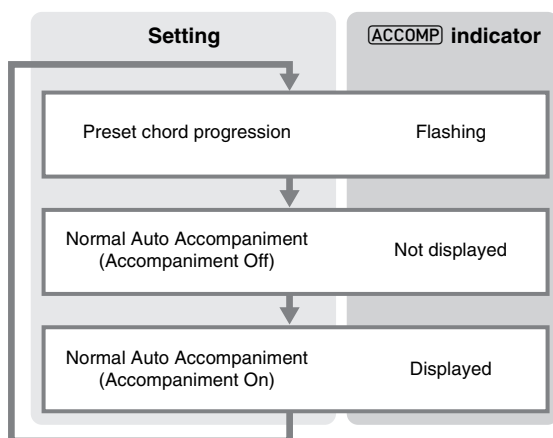 Setting ACCOMP indicator
Preset chord progression Flashing
Normal Auto Accompaniment
(Accompaniment Off)
Not displayed
Normal Auto Accompaniment
(Accompaniment On)
Displayed